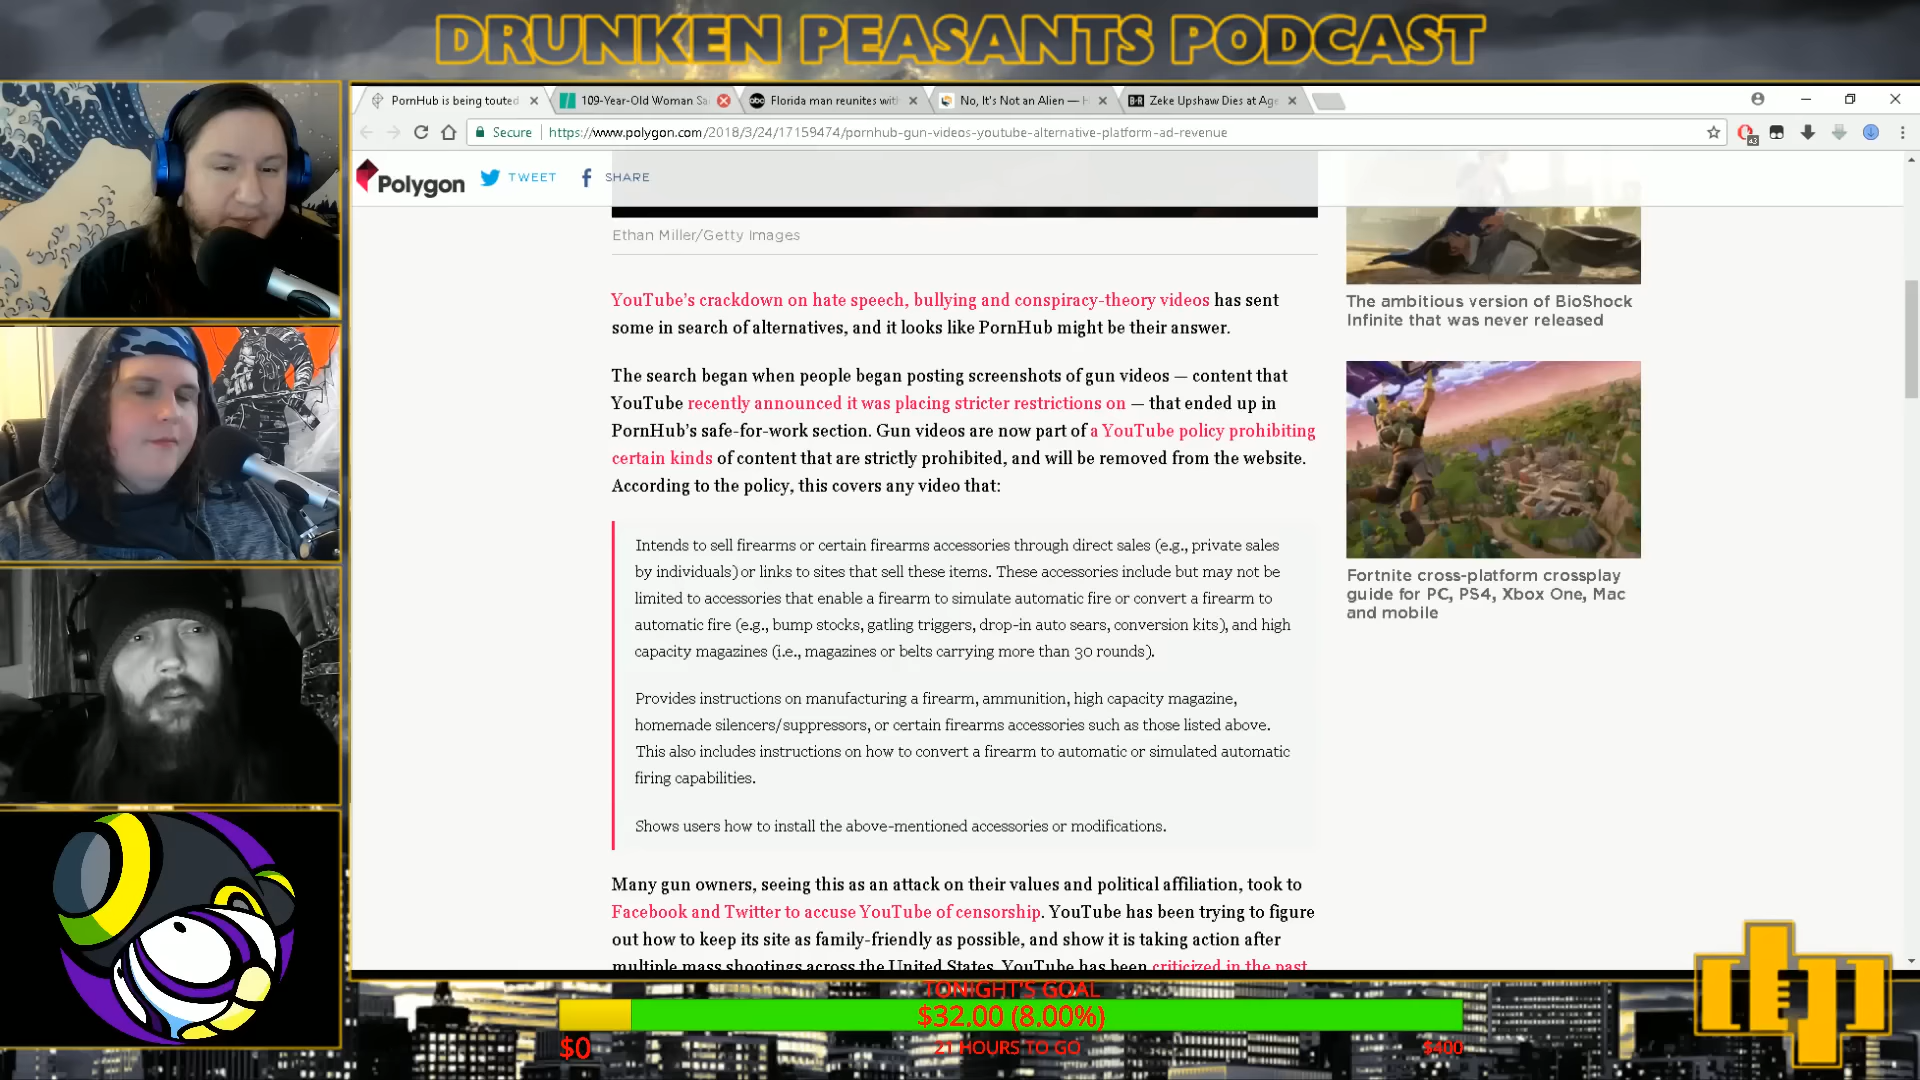 DRUNKEN PEASANTS PODCAST
PornHub is being touted
109-Year-Old Woman Sa
Florida man reunites with
No, It's Not an Alien — H
Zeke Upshaw Dies at Age
Secure
https://www.polygon.com/2018/3/24/17159474/pornhub-gun-videos-youtube-alternative-platform-ad-revenue
43
Polygon
TWEET
SHARE
Ethan Miller/Getty Images
YouTube's crackdown on hate speech, bullying and conspiracy-theory videos has sent
some in search of alternatives, and it looks like PornHub might be their answer.
The search began when people began posting screenshots of gun videos — content that
YouTube recently announced it was placing stricter restrictions on — that ended up in
PornHub's safe-for-work section. Gun videos are now part of a YouTube policy prohibiting
certain kinds of content that are strictly prohibited, and will be removed from the website.
According to the policy, this covers any video that:
Intends to sell firearms or certain firearms accessories through direct sales (e.g., private sales
by individuals) or links to sites that sell these items. These accessories include but may not be
limited to accessories that enable a firearm to simulate automatic fire or convert a firearm to
automatic fire (e.g., bump stocks, gatling triggers, drop-in auto sears, conversion kits), and high
capacity magazines (i.e., magazines or belts carrying more than 30 rounds).
Provides instructions on manufacturing a firearm, ammunition, high capacity magazine,
homemade silencers/suppressors, or certain firearms accessories such as those listed above.
This also includes instructions on how to convert a firearm to automatic or simulated automatic
firing capabilities.
Shows users how to install the above-mentioned accessories or modifications.
Many gun owners, seeing this as an attack on their values and political affiliation, took to
Facebook and Twitter to accuse YouTube of censorship. YouTube has been trying to figure
out how to keep its site as family-friendly as possible, and show it is taking action after
multiple mass shootings across the United States. YouTube has been criticized in the past
The ambitious version of BioShock
Infinite that was never released
Fortnite cross-platform crossplay
guide for PC, PS4, Xbox One, Mac
and mobile
TONIGHT'S GOAL
$32.00 (8.00%)
$0
21 HOURS TO GO
$400